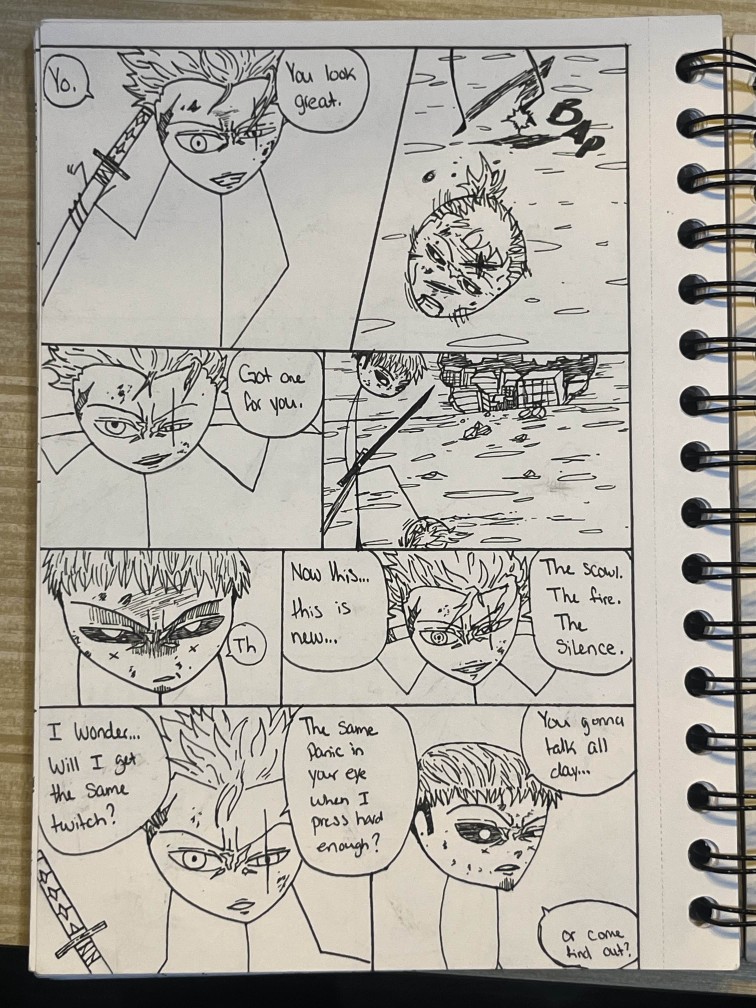 Yo.
You look
great.
BAP
Got one
for you.
Th
Now this...
this is
new...
The scowl.
The fire.
The
Silence.
I Wonder...
Will I get
the same
twitch?
The same
Panic in
your eye
when I
press hard
enough?
You gonna
talk all
day...
or come
find out?